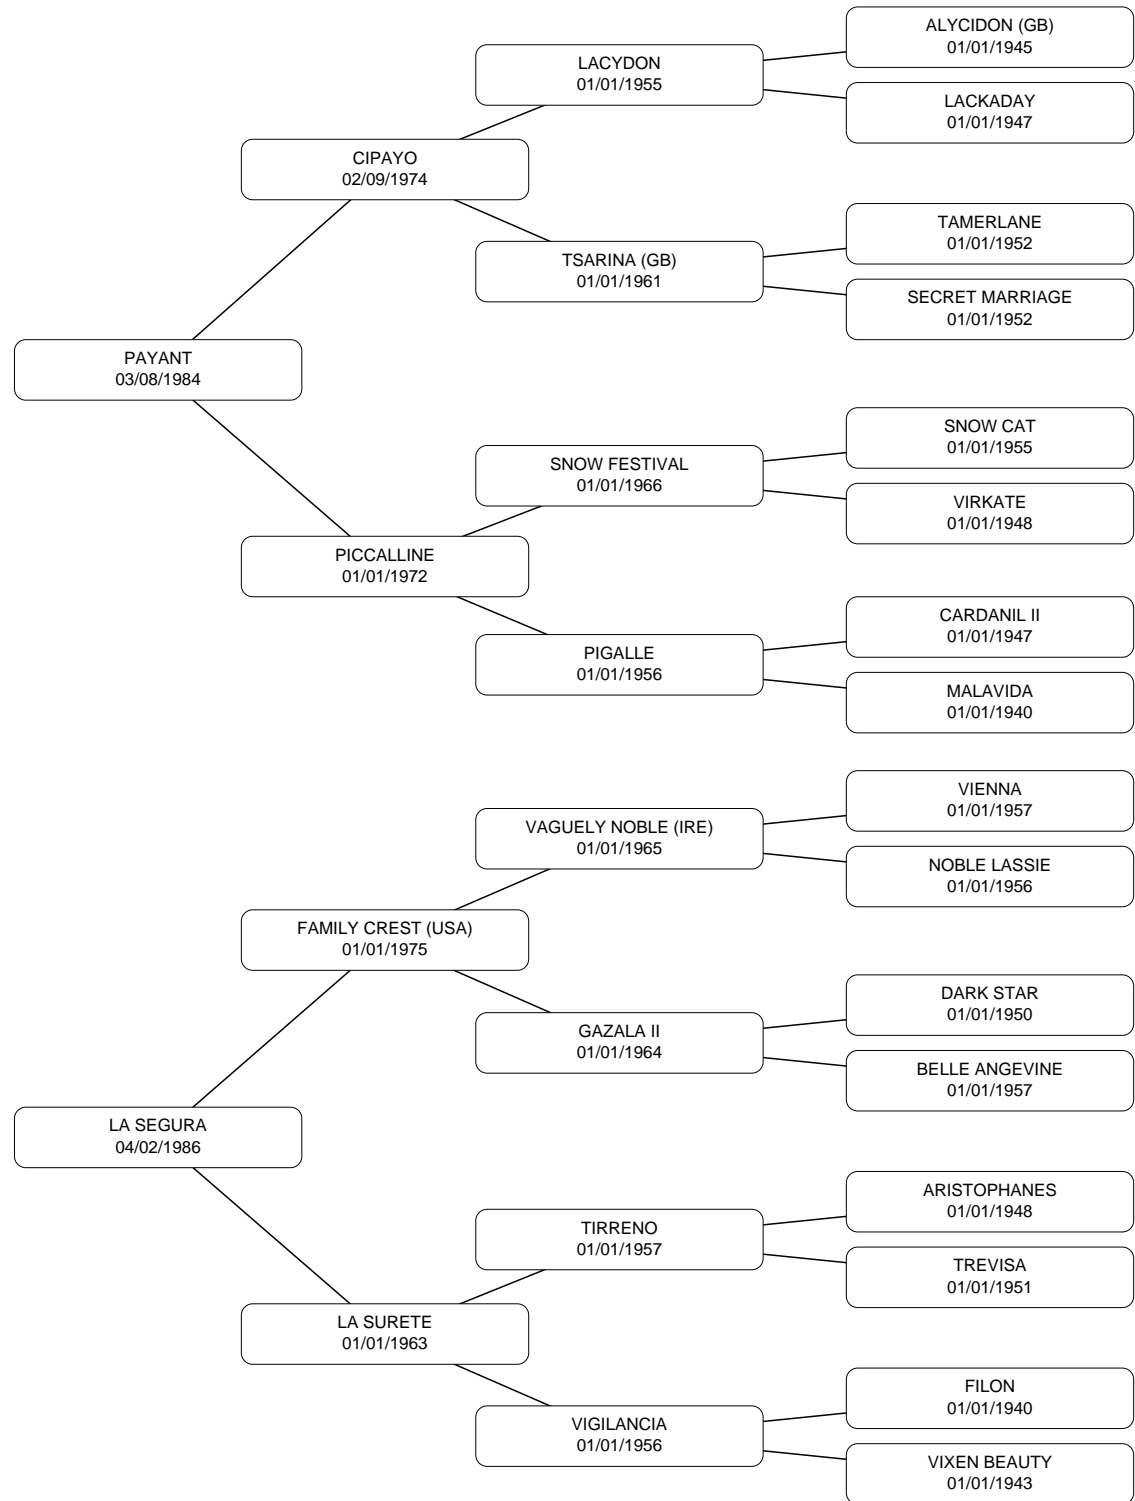 ALYCIDON (GB)
01/01/1945
LACYDON
01/01/1955
LACKADAY
01/01/1947
CIPAYO
02/09/1974
TAMERLANE
01/01/1952
TSARINA (GB)
01/01/1961
SECRET MARRIAGE
01/01/1952
PAYANT
03/08/1984
SNOW CAT
01/01/1955
SNOW FESTIVAL
01/01/1966
VIRKATE
01/01/1948
PICCALLINE
01/01/1972
CARDANIL II
01/01/1947
PIGALLE
01/01/1956
MALAVIDA
01/01/1940
VIENNA
01/01/1957
VAGUELY NOBLE (IRE)
01/01/1965
NOBLE LASSIE
01/01/1956
FAMILY CREST (USA)
01/01/1975
DARK STAR
01/01/1950
GAZALA II
01/01/1964
BELLE ANGEVINE
01/01/1957
LA SEGURA
04/02/1986
ARISTOPHANES
01/01/1948
TIRRENO
01/01/1957
TREVISA
01/01/1951
LA SURETE
01/01/1963
FILON
01/01/1940
VIGILANCIA
01/01/1956
VIXEN BEAUTY
01/01/1943